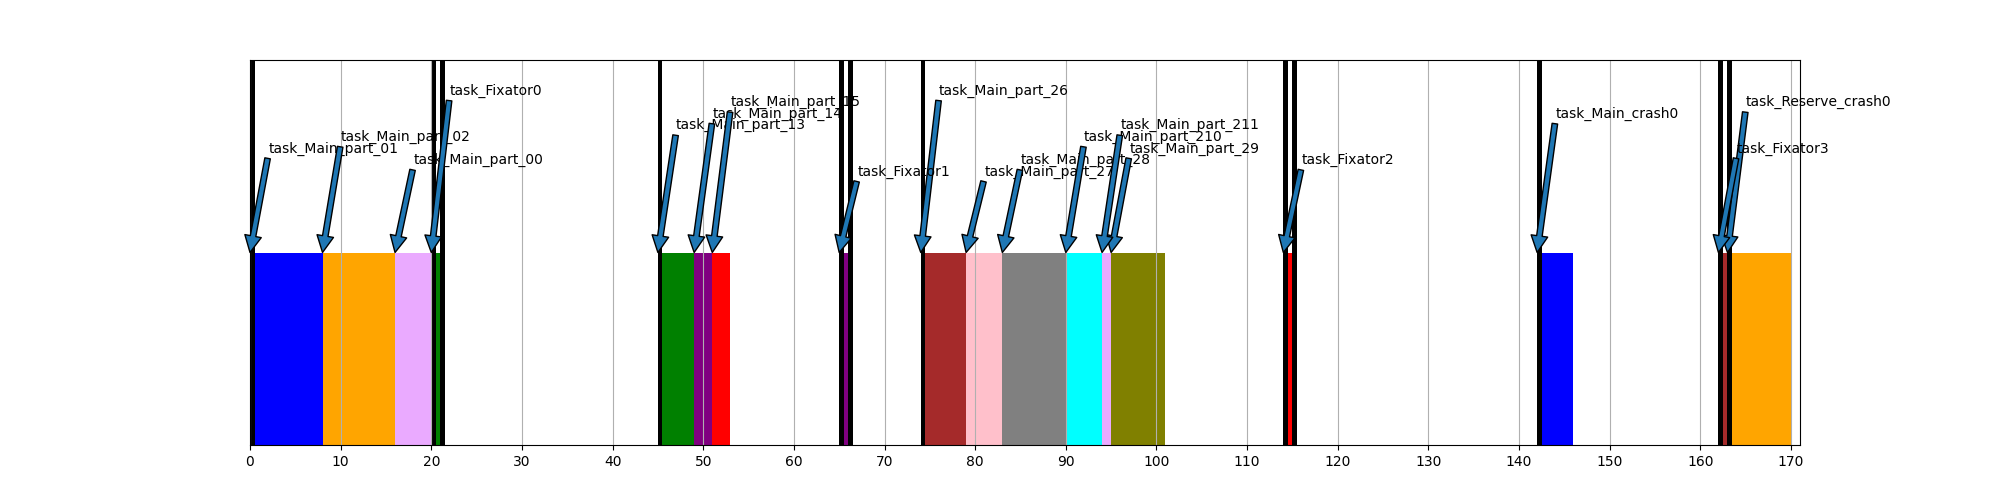 task_Fixator0
task_Main_part_26
task_Main_part_15
task_Reserve_crash0
task_Main_part_14
task_Main_crash0
task_Main_part_13
task_Main_part_211
task_Main_part_02
task_Main_part_210
task_Main_part_01
task_Main_part_29
task_Fixator3
task_Main_part_00
task_Main_part_28
task_Fixator2
task_Fixator1
task_Main_part_27
0 10 20 30 40 50 60 70 80 90 100 110 120 130 140 150 160 170